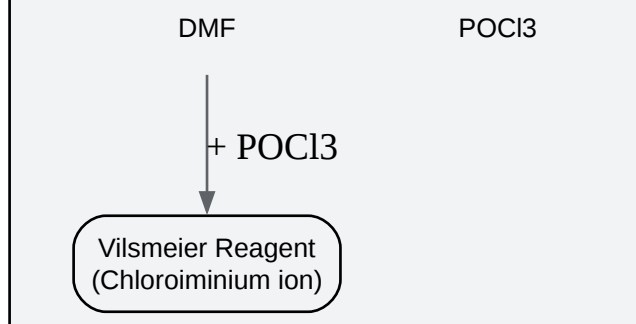 DMF POCl3
+ POCl3
Vilsmeier Reagent
(Chloroiminium ion)